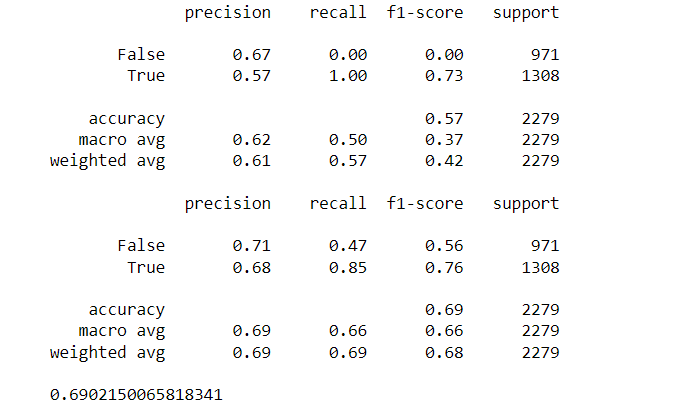 precision recall f1-score support
False 0.67 0.00 0.00 971
True 0.57 1.00 0.73 1308
accuracy 0.57 2279
macro avg 0.62 0.50 0.37 2279
weighted avg 0.61 0.57 0.42 2279
precision recall f1-score support
False 0.71 0.47 0.56 971
True 0.68 0.85 0.76 1308
accuracy 0.69 2279
macro avg 0.69 0.66 0.66 2279
weighted avg 0.69 0.69 0.68 2279
0.6902150065818341